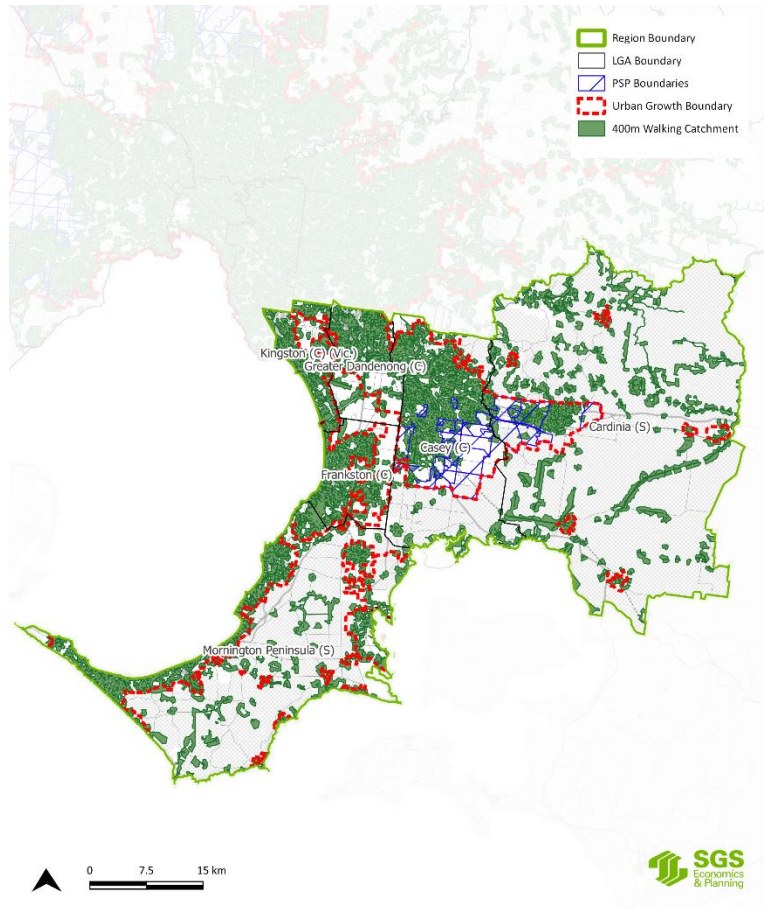 Region Boundary
LGA Boundary
PSP Boundaries
Urban Growth Boundary
400m Walking Catchment
Kingston (C) (Vic.)
Greater Dandenong (C)
Cardinia (S)
Casey (C)
Frankston (C)
Mornington Peninsula (S)
0 7.5 15 km
SGS
Economics
& Planning